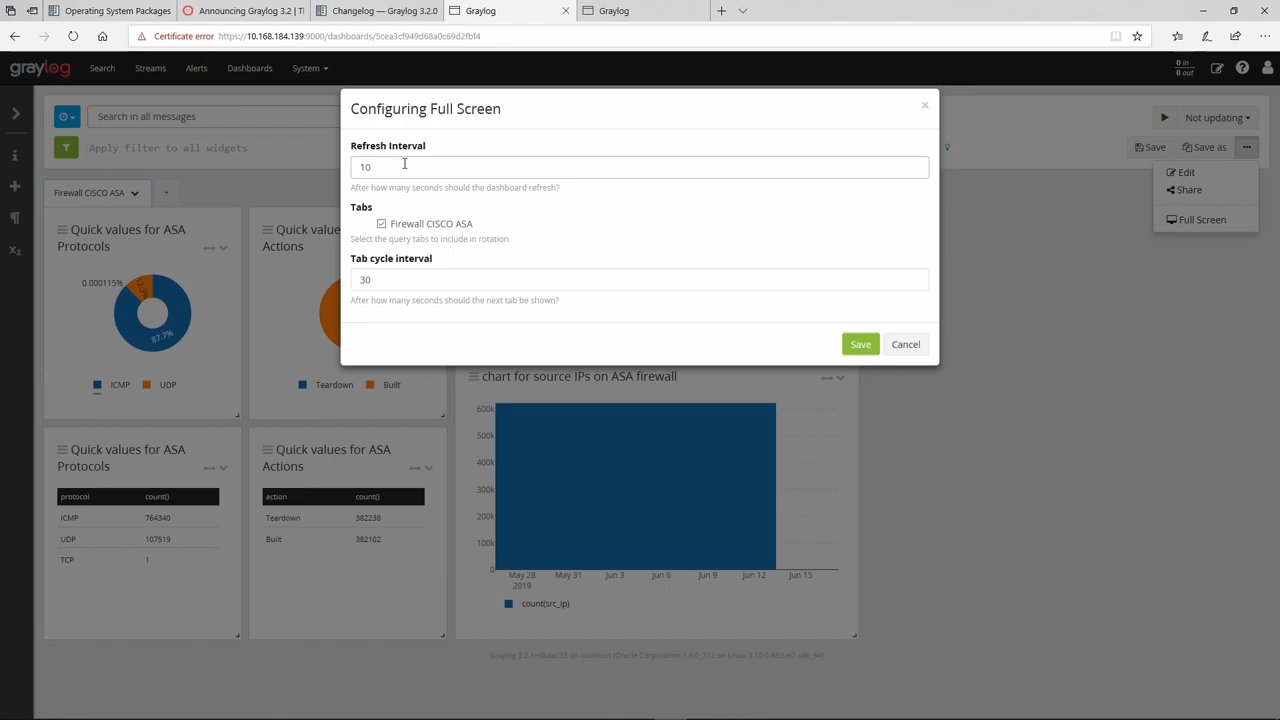 Operating System Packages
Announcing Graylog 3.2 | Tl
Changelog — Graylog 3.2.0
Graylog
Graylog
Certificate error https://10.168.184.139:9000/dashboards/5cea3cf949d68a0c69d2fbf4
graylog
Search
Streams
Alerts
Dashboards
System
0 in
0 out
Configuring Full Screen
Search in all messages
Not updating
Refresh Interval
Apply filter to all widgets
Save
Save as
10
Edit
After how many seconds should the dashboard refresh?
Share
Firewall CISCO ASA
Tabs
Firewall CISCO ASA
Full Screen
Select the query tabs to include in rotation.
Quick values for ASA
Protocols
Quick values for ASA
Actions
Tab cycle interval
30
After how many seconds should the next tab be shown?
0.000115%
12.3%
87.7%
Save
Cancel
ICMP
UDP
Teardown
Built
chart for source IPs on ASA firewall
600k
500k
400k
300k
200k
100k
0
May 28
2019
May 31
Jun 3
Jun 6
Jun 9
Jun 12
Jun 15
count(src_ip)
Quick values for ASA
Protocols
protocol count()
ICMP 764340
UDP 107519
TCP 1
Quick values for ASA
Actions
action count()
Teardown 382238
Built 382102